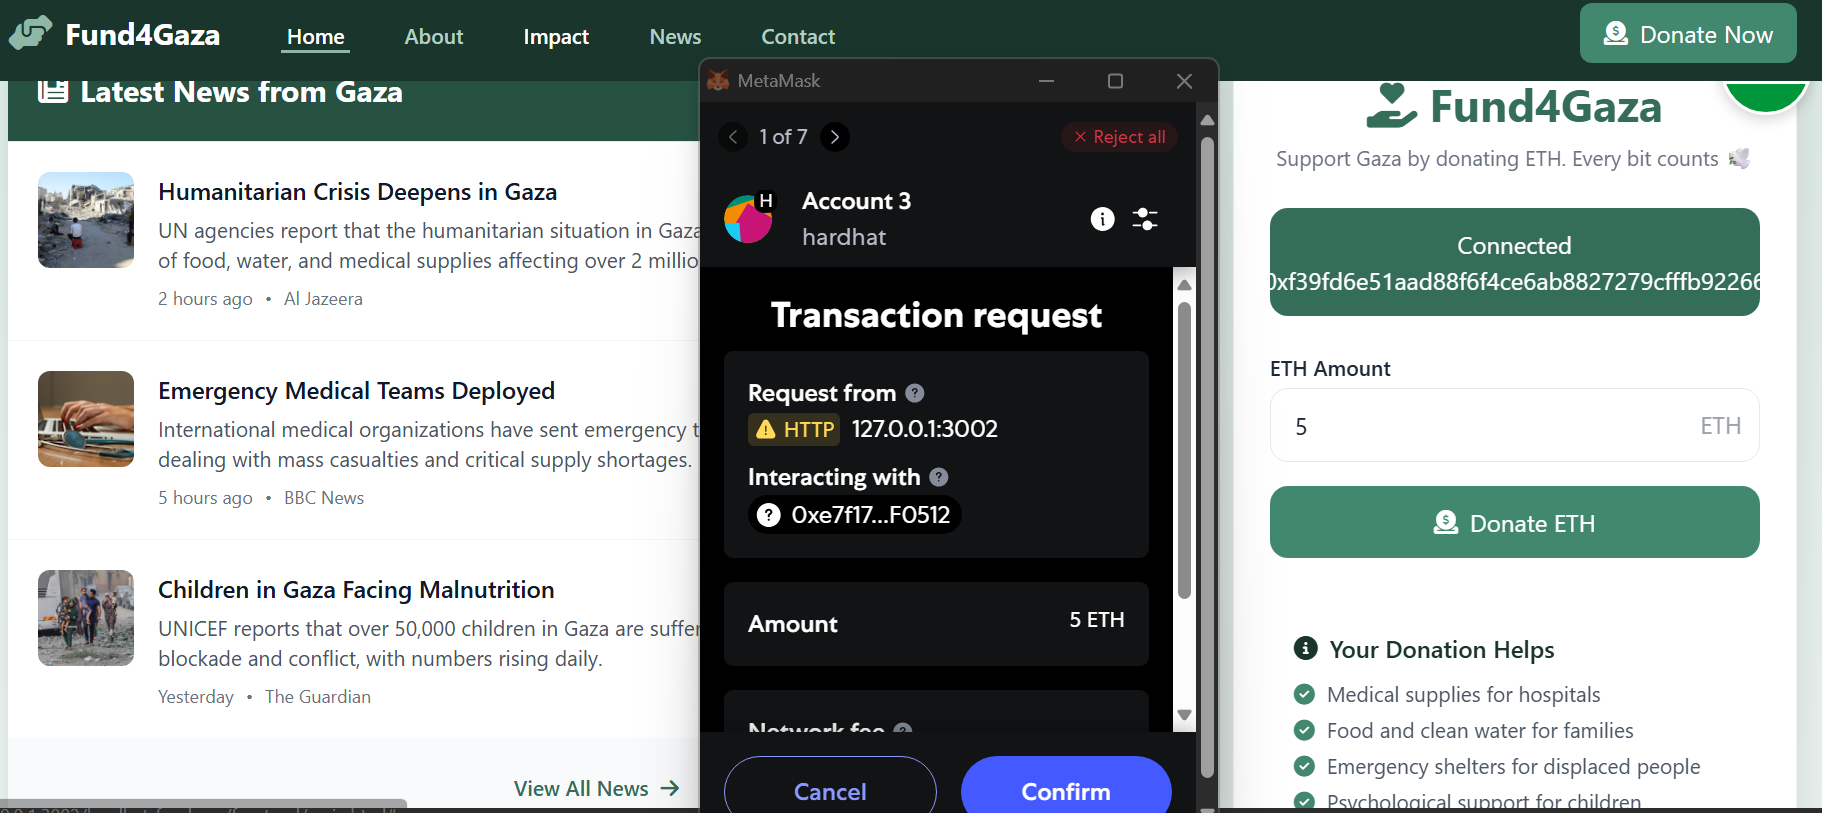 Fund4Gaza
Home
About
Impact
News
Contact
Donate Now
Latest News from Gaza
Humanitarian Crisis Deepens in Gaza
UN agencies report that the humanitarian situation in Gaza
of food, water, and medical supplies affecting over 2 millio
2 hours ago • Al Jazeera
Emergency Medical Teams Deployed
International medical organizations have sent emergency t
dealing with mass casualties and critical supply shortages.
5 hours ago • BBC News
Children in Gaza Facing Malnutrition
UNICEF reports that over 50,000 children in Gaza are suffer
blockade and conflict, with numbers rising daily.
Yesterday • The Guardian
View All News →
MetaMask
1 of 7
Reject all
H
Account 3
hardhat
Transaction request
Request from
HTTP 127.0.0.1:3002
Interacting with
0xe7f17...F0512
Amount
5 ETH
Network fee
Cancel
Confirm
Fund4Gaza
Support Gaza by donating ETH. Every bit counts
Connected
0xf39fd6e51aad88f6f4ce6ab8827279cfffb92266
ETH Amount
5
ETH
Donate ETH
Your Donation Helps
Medical supplies for hospitals
Food and clean water for families
Emergency shelters for displaced people
Psychological support for children